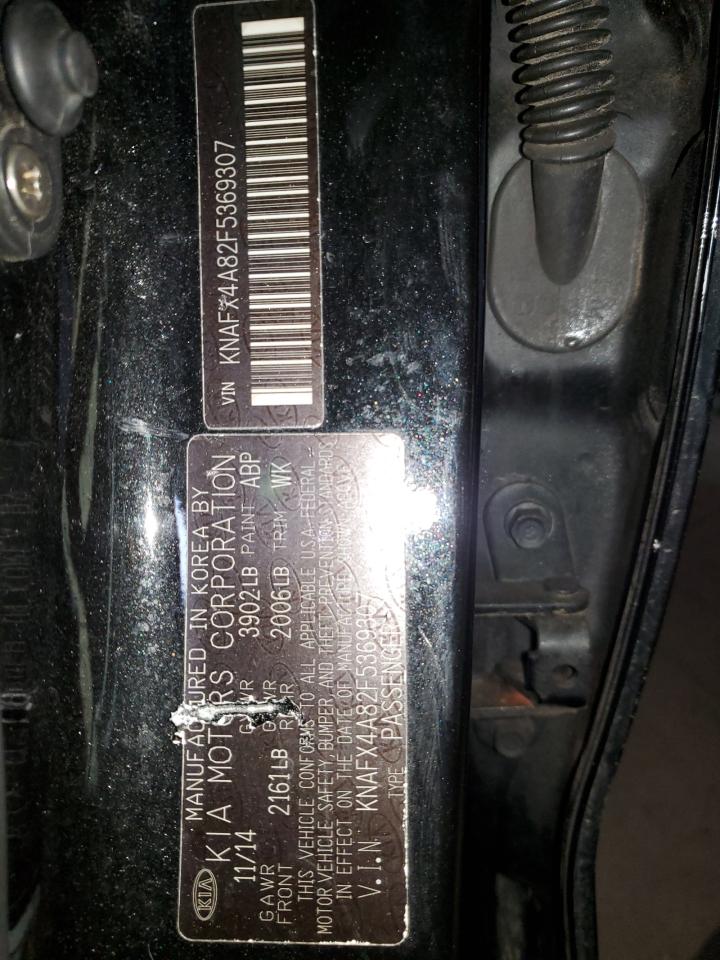 VIN KNAFX4A82F5369307
MANUFACTURED IN KOREA BY
KIA KIA MOTORS CORPORATION
11/14 GVWR 3902LB PAINT ABP
GAWR FRONT 2161LB GAWR REAR 2006LB TRIM WK
THIS VEHICLE CONFORMS TO ALL APPLICABLE U.S.A. FEDERAL
MOTOR VEHICLE SAFETY, BUMPER, AND THEFT PREVENTION STANDARDS
IN EFFECT ON THE DATE OF MANUFACTURE SHOWN ABOVE.
V.I.N: KNAFX4A82F5369307
TYPE: PASSENGER